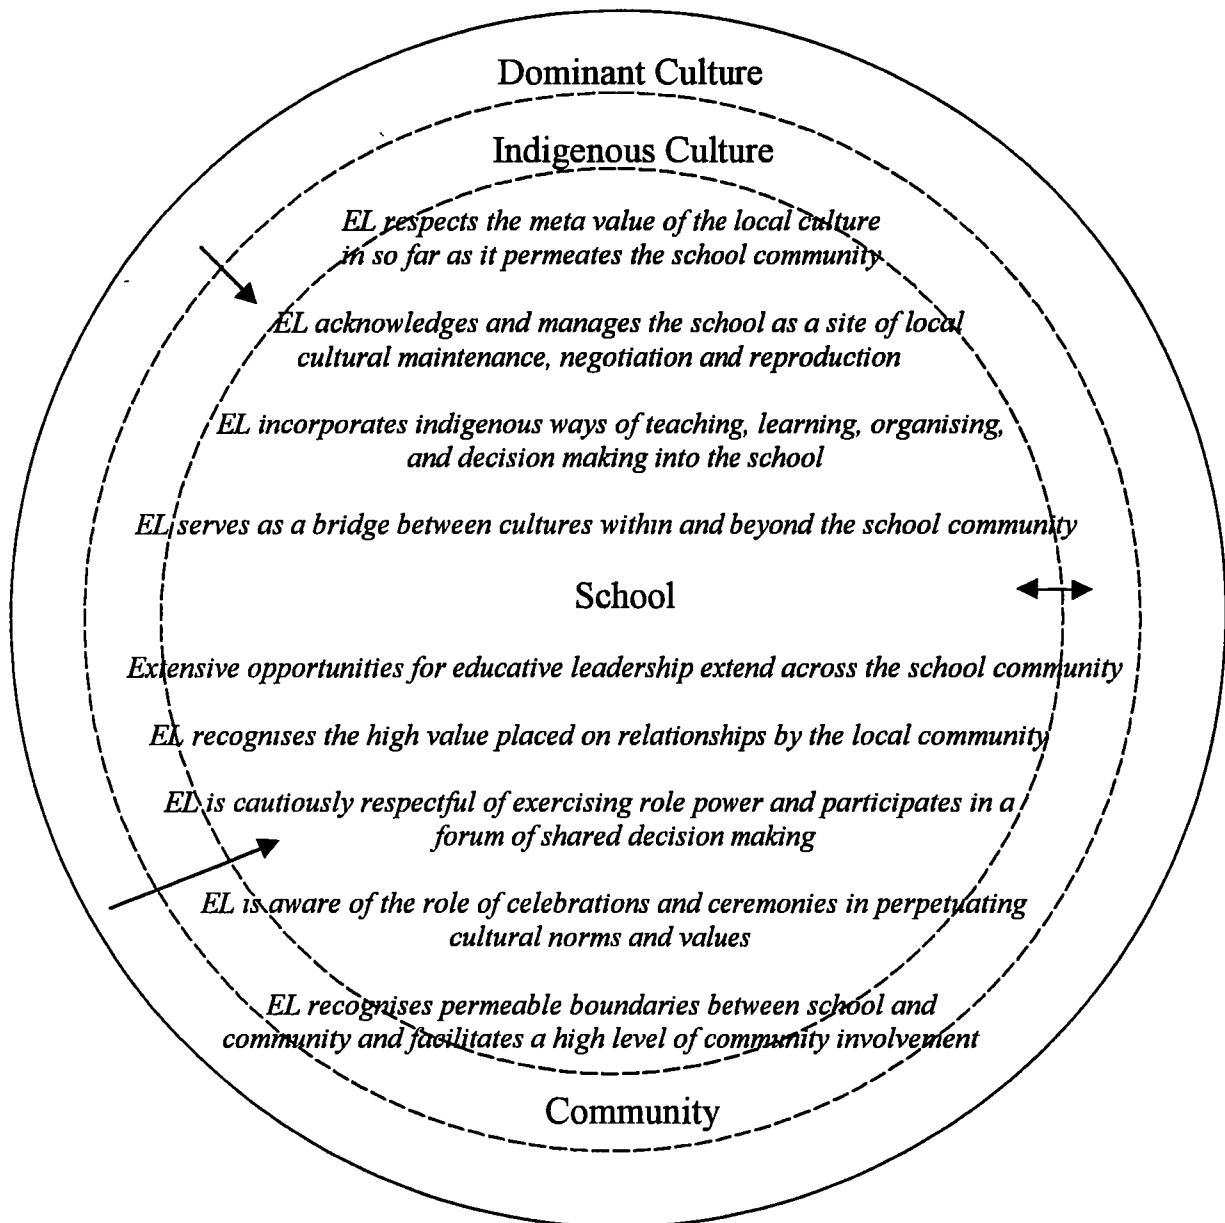 Dominant Culture
Indigenous Culture
EL respects the meta value of the local culture
in so far as it permeates the school community
EL acknowledges and manages the school as a site of local
cultural maintenance, negotiation and reproduction
EL incorporates indigenous ways of teaching, learning, organising,
and decision making into the school
EL serves as a bridge between cultures within and beyond the school community
School
Extensive opportunities for educative leadership extend across the school community
EL recognises the high value placed on relationships by the local community
EL is cautiously respectful of exercising role power and participates in a
forum of shared decision making
EL is aware of the role of celebrations and ceremonies in perpetuating
cultural norms and values
EL recognises permeable boundaries between school and
community and facilitates a high level of community involvement
Community